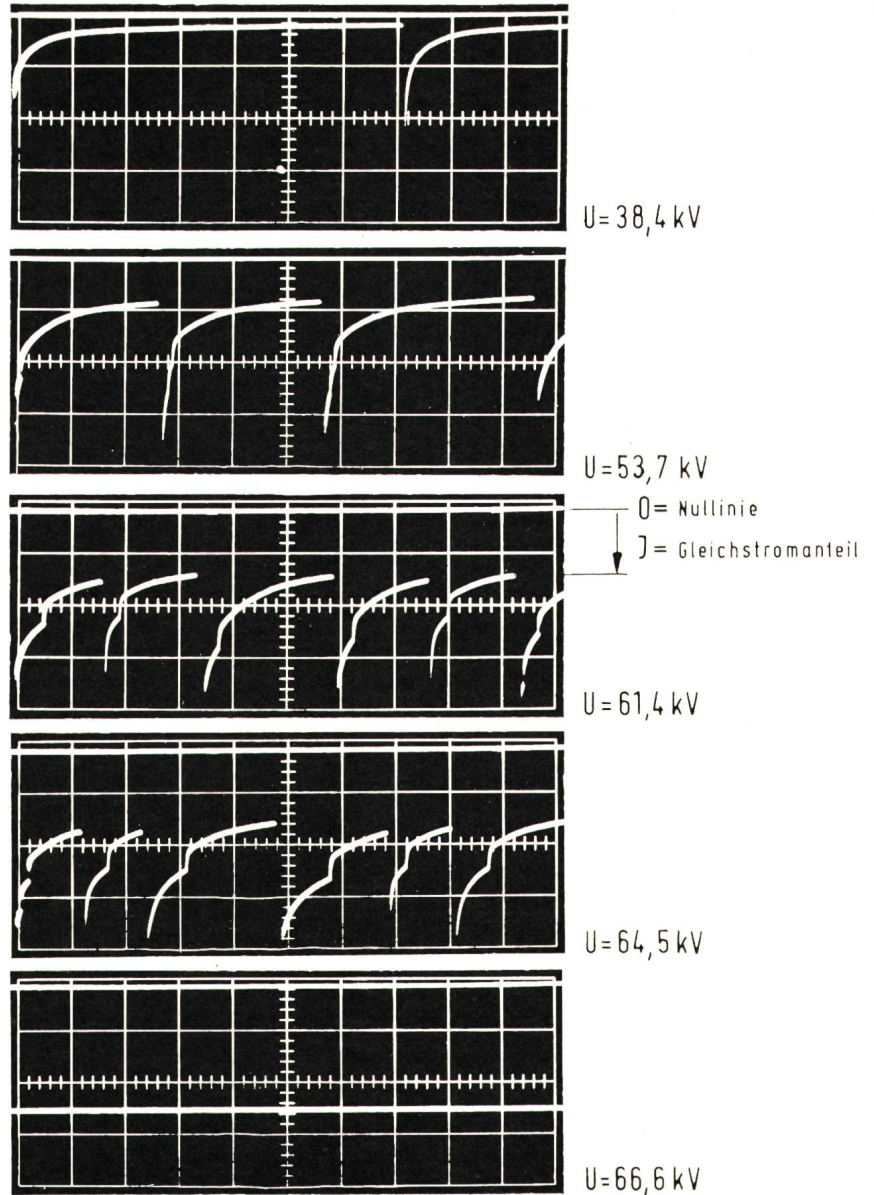 U=38,4 kV
U=53,7 kV
0= Nullinie
J= Gleichstromanteil
U=61,4 kV
U=64,5 kV
U=66,6 kV